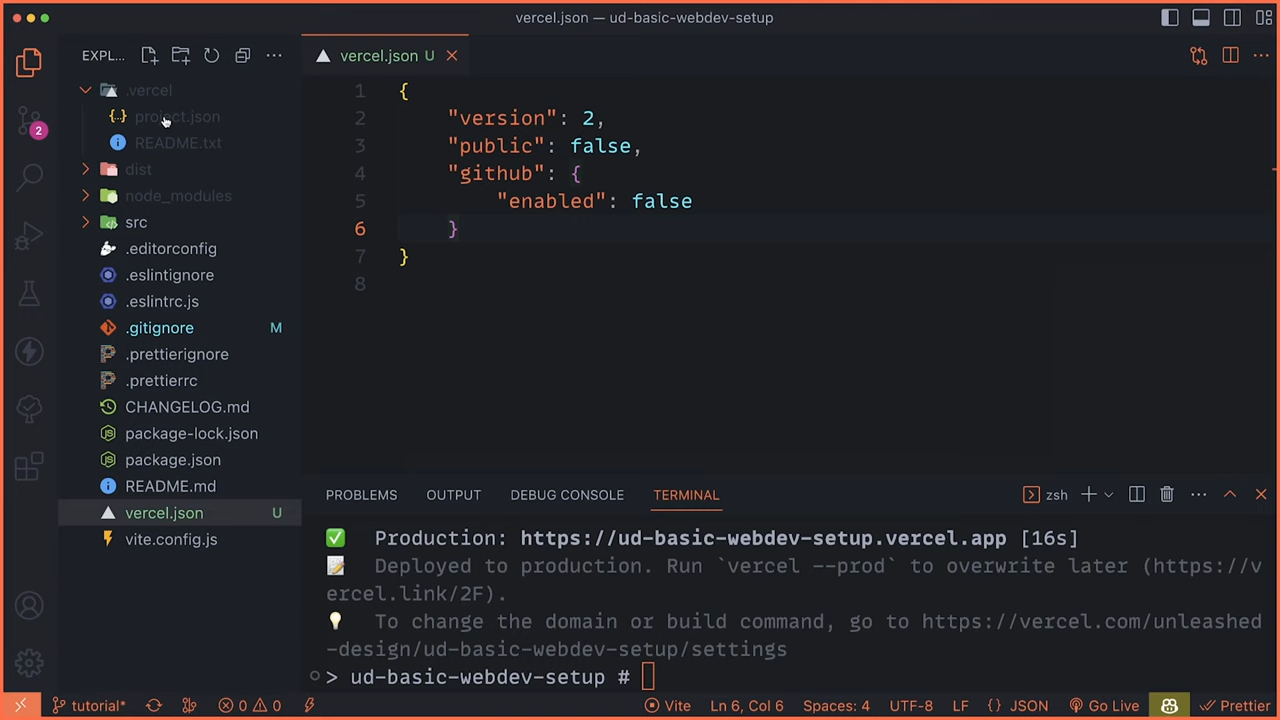 vercel.json — ud-basic-webdev-setup
EXPL...
vercel.json U
.vercel
project.json
README.txt
dist
node_modules
src
.editorconfig
.eslintignore
.eslintrc.js
.gitignore M
.prettierignore
.prettierrc
CHANGELOG.md
package-lock.json
package.json
README.md
vercel.json U
vite.config.js
2
1 {
2 "version": 2,
3 "public": false,
4 "github": {
5 "enabled": false
6 }
7 }
8
PROBLEMS OUTPUT DEBUG CONSOLE TERMINAL zsh
✅ Production: https://ud-basic-webdev-setup.vercel.app [16s]
📝 Deployed to production. Run `vercel --prod` to overwrite later (https://v
ercel.link/2F).
💡 To change the domain or build command, go to https://vercel.com/unleashed
-design/ud-basic-webdev-setup/settings
> ud-basic-webdev-setup #
tutorial* 0 0 Vite Ln 6, Col 6 Spaces: 4 UTF-8 LF {} JSON Go Live Prettier